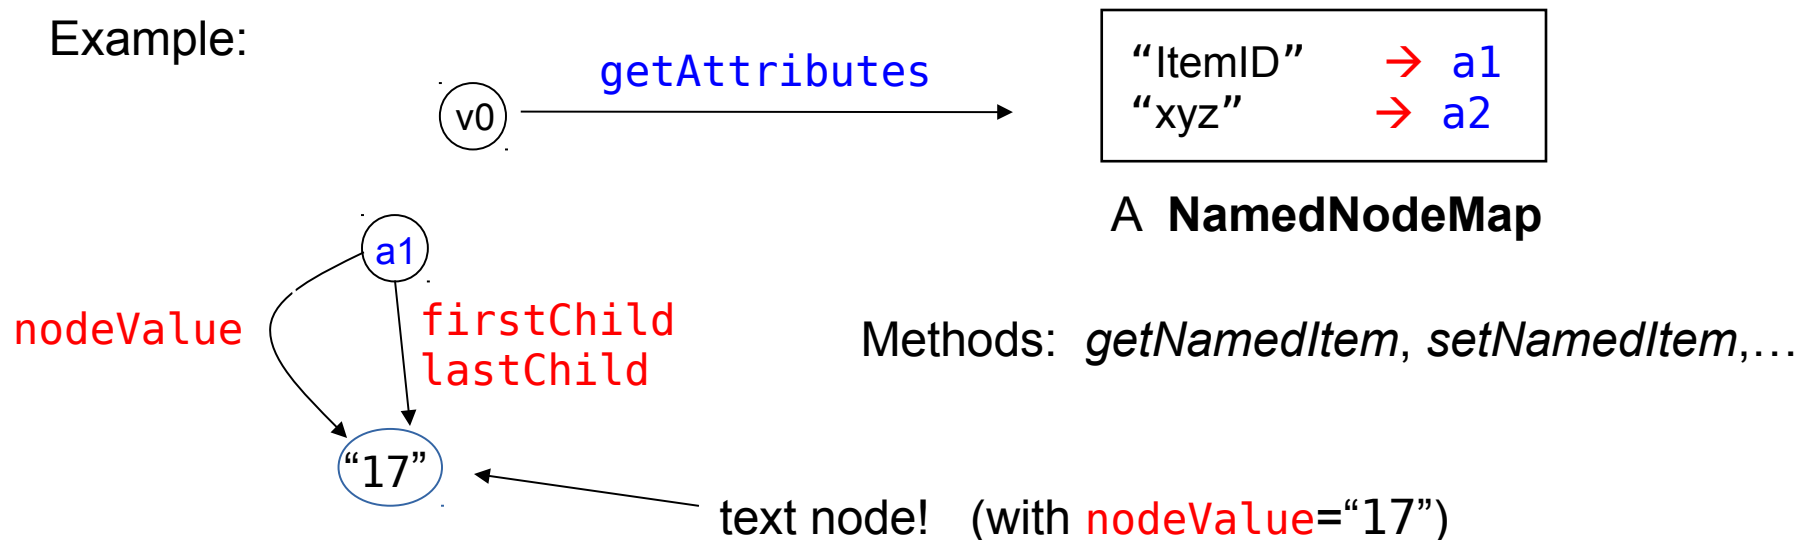 Example:
getAttributes
v0
“ItemID” → a1
“xyz” → a2
A NamedNodeMap
a1
nodeValue
firstChild
lastChild
Methods: getNamedItem, setNamedItem,…
“17”
text node! (with nodeValue=“17”)